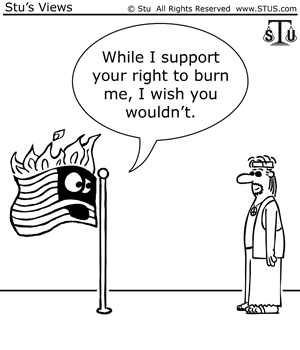 Stu's Views © Stu All Rights Reserved www.STUS.com
STU
While I support
your right to burn
me, I wish you
wouldn't.